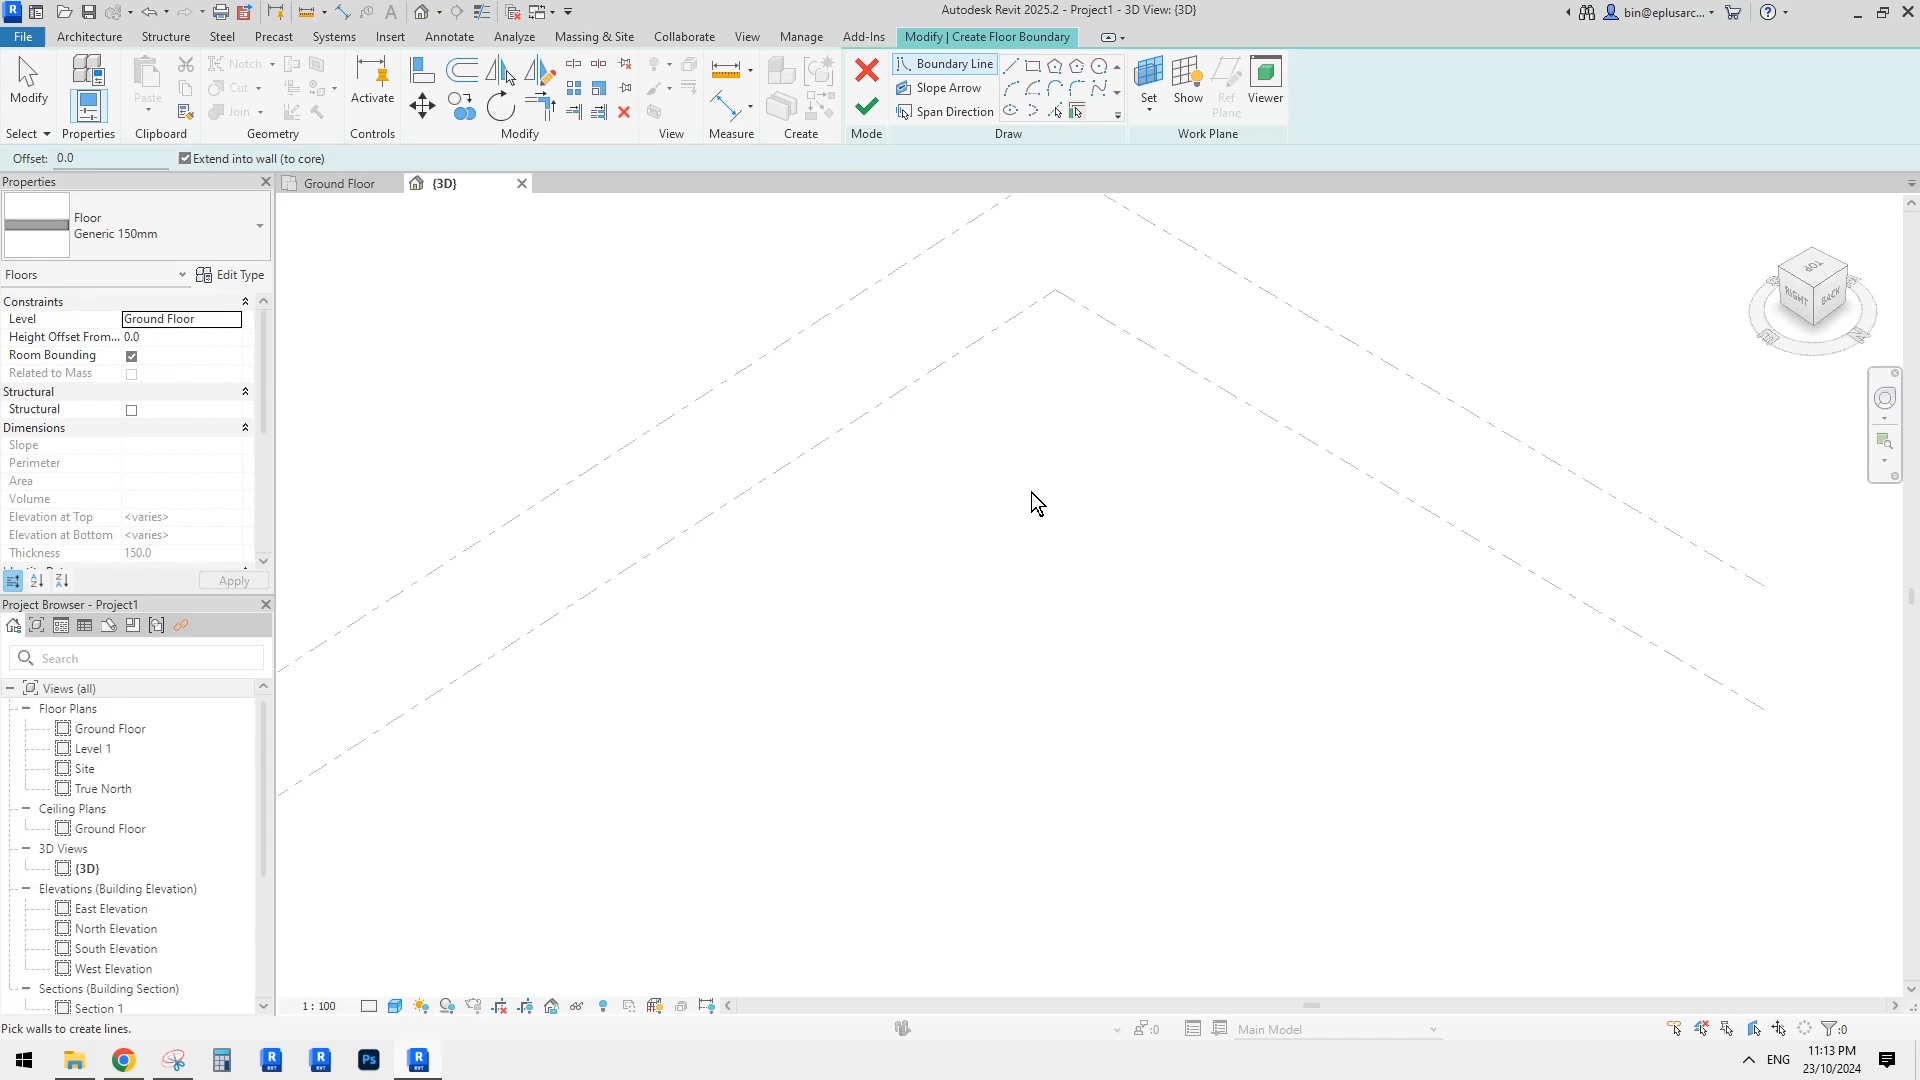 Autodesk Revit 2025.2 - Project1 - 3D View: {3D}
bin@eplusarc...
File
Architecture
Structure
Steel
Precast
Systems
Insert
Annotate
Analyze
Massing & Site
Collaborate
View
Manage
Add-Ins
Modify | Create Floor Boundary
Modify
Paste
Notch
Cut
Join
Activate
Boundary Line
Slope Arrow
Span Direction
Set
Show
Ref
Plane
Viewer
Select
Properties
Clipboard
Geometry
Controls
Modify
View
Measure
Create
Mode
Draw
Work Plane
Offset: 0.0
Extend into wall (to core)
Properties
Ground Floor
{3D}
Floor
Generic 150mm
Floors
Edit Type
Constraints
Level Ground Floor
Height Offset From... 0.0
Room Bounding
Related to Mass
Structural
Structural
Dimensions
Slope
Perimeter
Area
Volume
Elevation at Top <varies>
Elevation at Bottom <varies>
Thickness 150.0
Apply
TOP
RIGHT
BACK
Project Browser - Project1
Search
Views (all)
Floor Plans
Ground Floor
Level 1
Site
True North
Ceiling Plans
Ground Floor
3D Views
{3D}
Elevations (Building Elevation)
East Elevation
North Elevation
South Elevation
West Elevation
Sections (Building Section)
Section 1
1 : 100
Pick walls to create lines.
:0
Main Model
:0
ENG
11:13 PM
23/10/2024